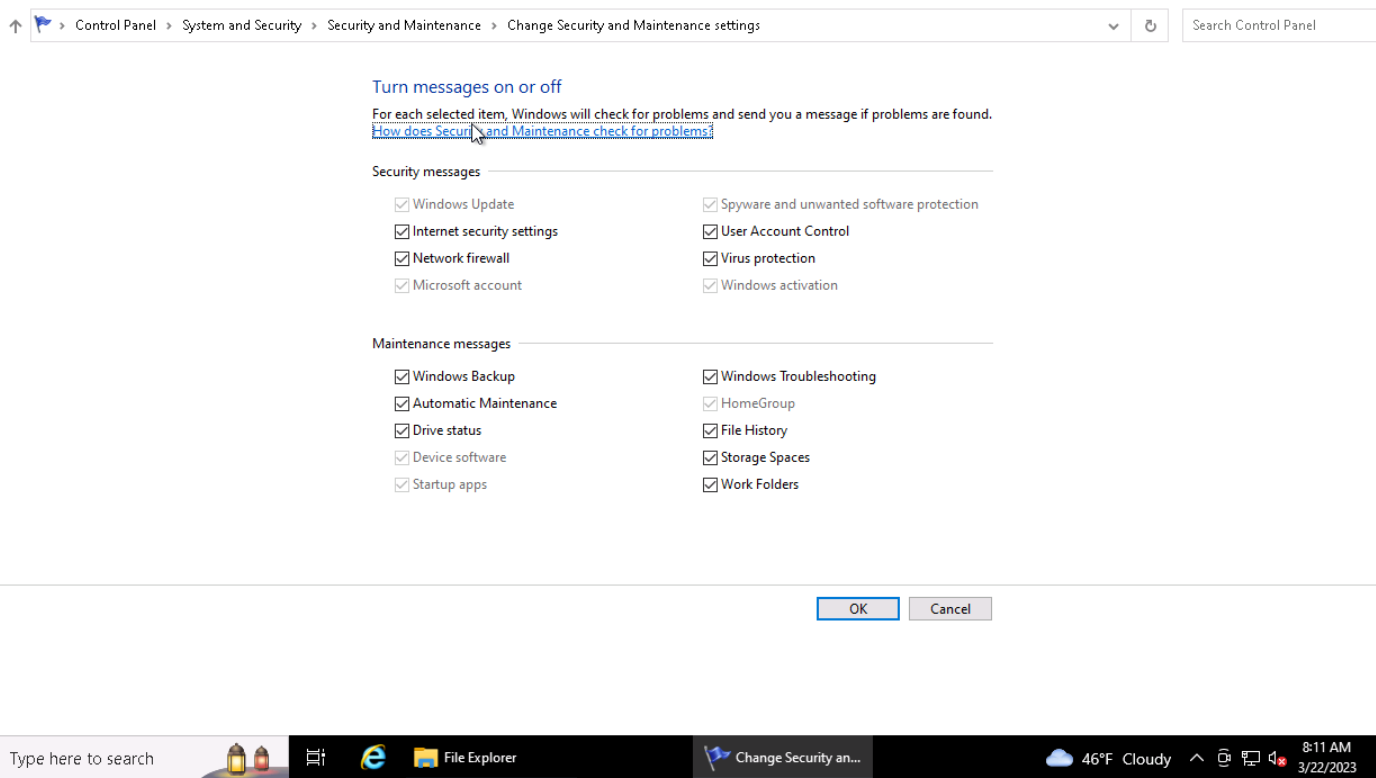 Control Panel > System and Security > Security and Maintenance > Change Security and Maintenance settings
Search Control Panel
Turn messages on or off
For each selected item, Windows will check for problems and send you a message if problems are found.
How does Security and Maintenance check for problems?
Security messages
Windows Update
Spyware and unwanted software protection
Internet security settings
User Account Control
Network firewall
Virus protection
Microsoft account
Windows activation
Maintenance messages
Windows Backup
Windows Troubleshooting
Automatic Maintenance
HomeGroup
Drive status
File History
Device software
Storage Spaces
Startup apps
Work Folders
OK
Cancel
Type here to search
File Explorer
Change Security an...
46°F Cloudy
8:11 AM
3/22/2023